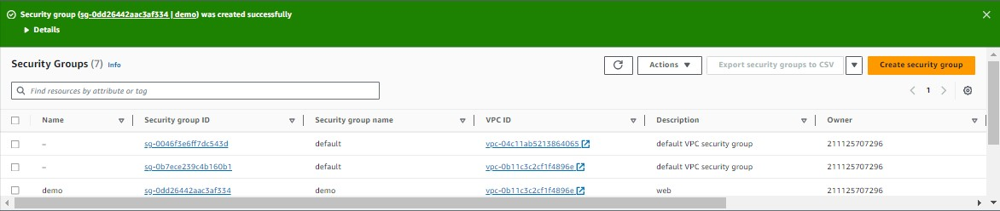 Security group (sg-0dd26442aac3af334 | demo) was created successfully
Details
Security Groups (7) Info
Actions
Export security groups to CSV
Create security group
Find resources by attribute or tag
1
Name Security group ID Security group name VPC ID Description Owner
– sg-0046f3e6ff7dc543d default vpc-04c11ab5213864065 default VPC security group 211125707296
– sg-0b7ece239c4b160b1 default vpc-0b11c3c2cf1f4896e default VPC security group 211125707296
demo sg-0dd26442aac3af334 demo vpc-0b11c3c2cf1f4896e web 211125707296